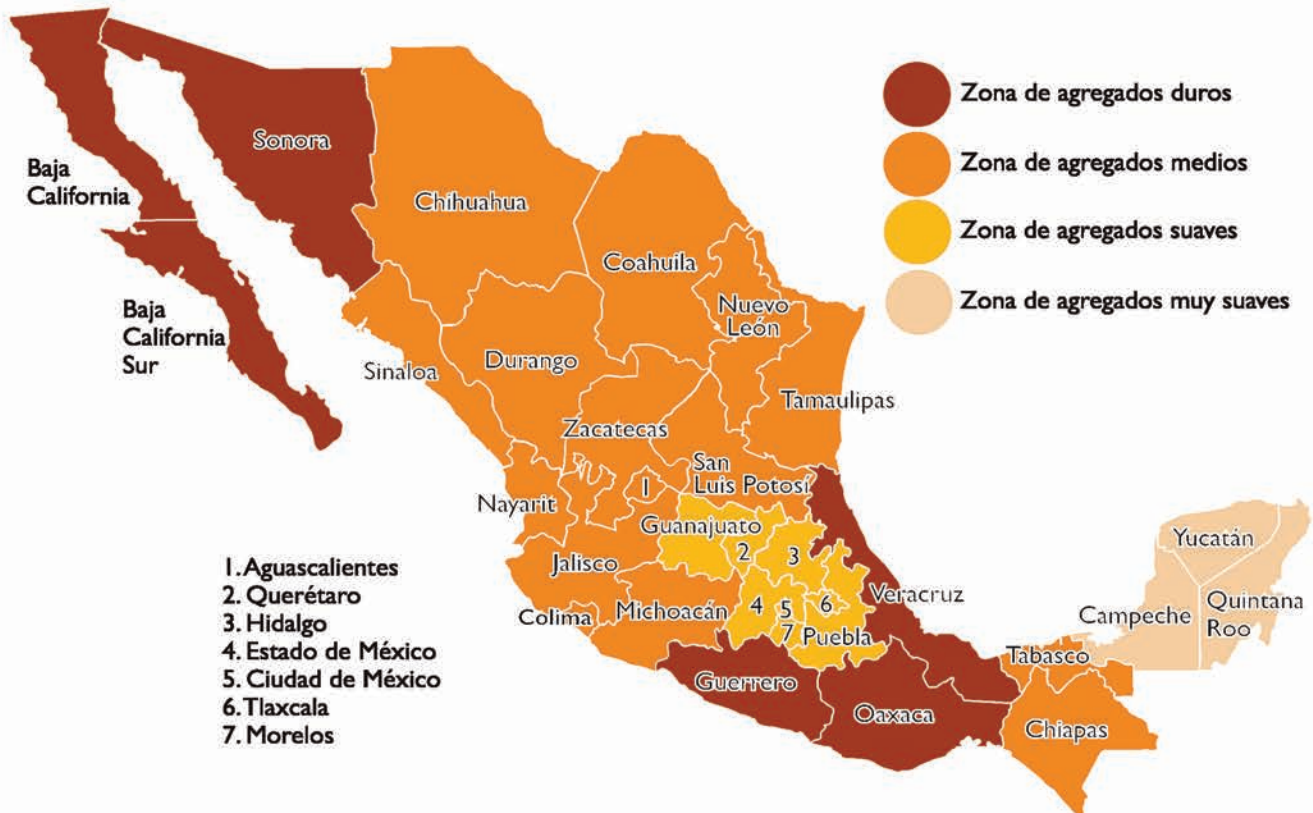 Zona de agregados duros
Zona de agregados medios
Zona de agregados suaves
Zona de agregados muy suaves
Baja
California
Sonora
Chihuahua
Coahuila
Nuevo
León
Baja
California
Sur
Sinaloa
Durango
Tamaulipas
Zacatecas
San
Luis Potosí
Nayarit
1
Guanajuato
2
3
Jalisco
Colima
Michoacán
4
5
6
7
Puebla
Veracruz
Guerrero
Oaxaca
Tabasco
Chiapas
Campeche
Yucatán
Quintana
Roo
1. Aguascalientes
2. Querétaro
3. Hidalgo
4. Estado de México
5. Ciudad de México
6. Tlaxcala
7. Morelos